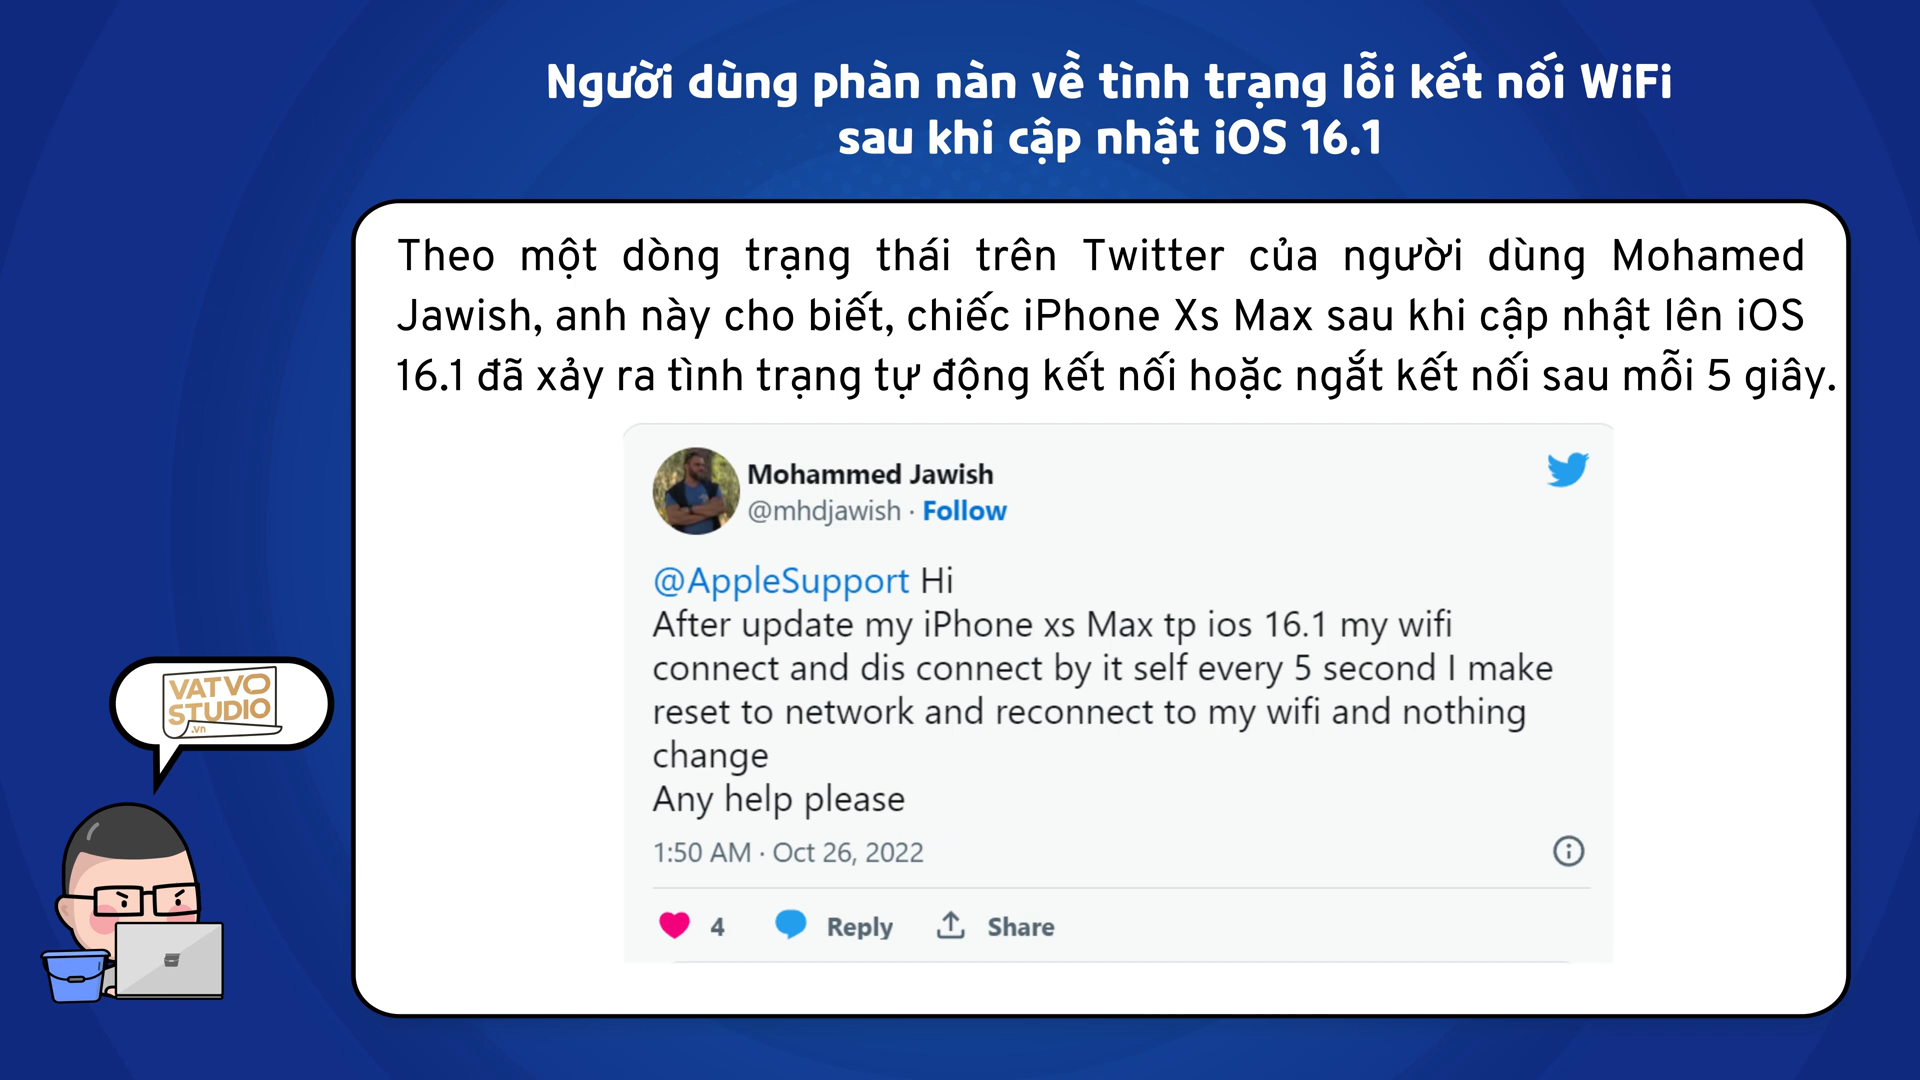 Người dùng phàn nàn về tình trạng lỗi kết nối WiFi
sau khi cập nhật iOS 16.1
Theo một dòng trạng thái trên Twitter của người dùng Mohamed
Jawish, anh này cho biết, chiếc iPhone Xs Max sau khi cập nhật lên iOS
16.1 đã xảy ra tình trạng tự động kết nối hoặc ngắt kết nối sau mỗi 5 giây.
Mohammed Jawish
@mhdjawish · Follow
@AppleSupport Hi
After update my iPhone xs Max tp ios 16.1 my wifi
connect and dis connect by it self every 5 second I make
reset to network and reconnect to my wifi and nothing
change
Any help please
1:50 AM · Oct 26, 2022
4 Reply Share
VATVO
STUDIO
.vn